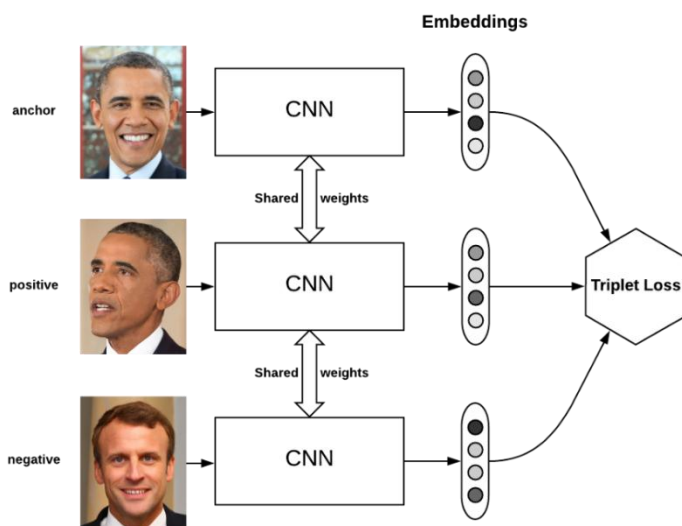 Embeddings
anchor
CNN
Shared weights
positive
CNN
Triplet Loss
Shared weights
negative
CNN